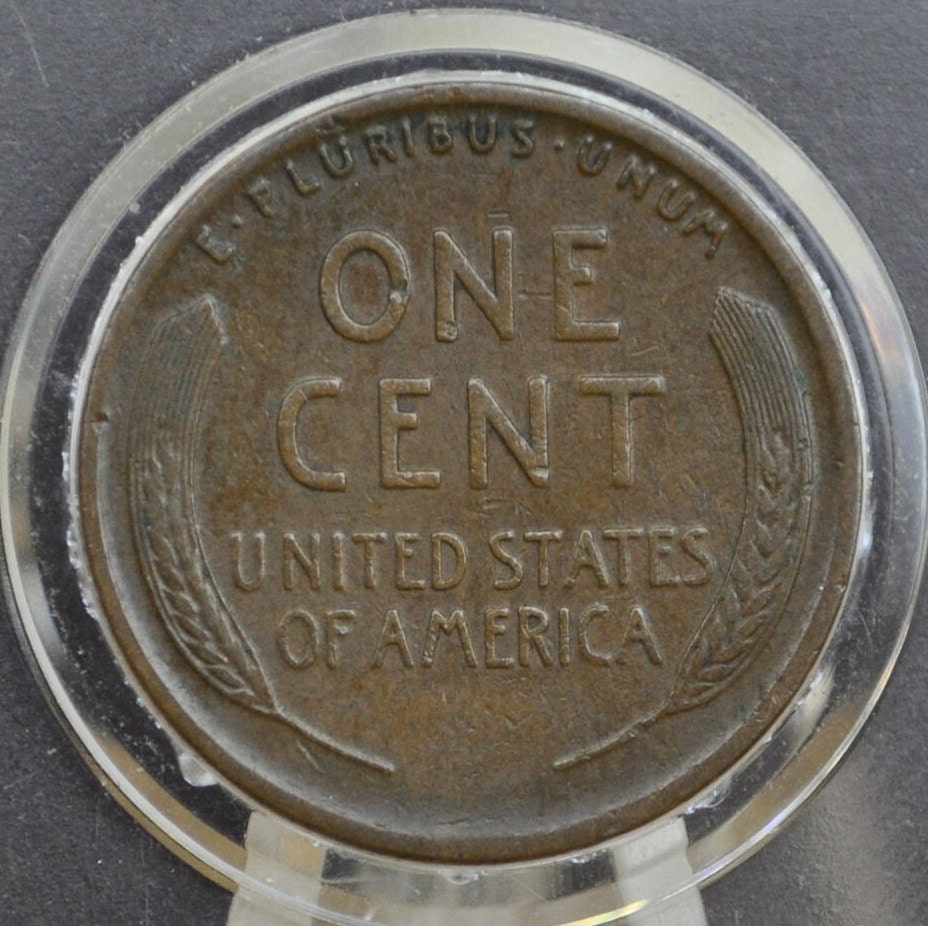 E·PLURIBUS·UNUM
ONE
CENT
UNITED STATES
OF AMERICA